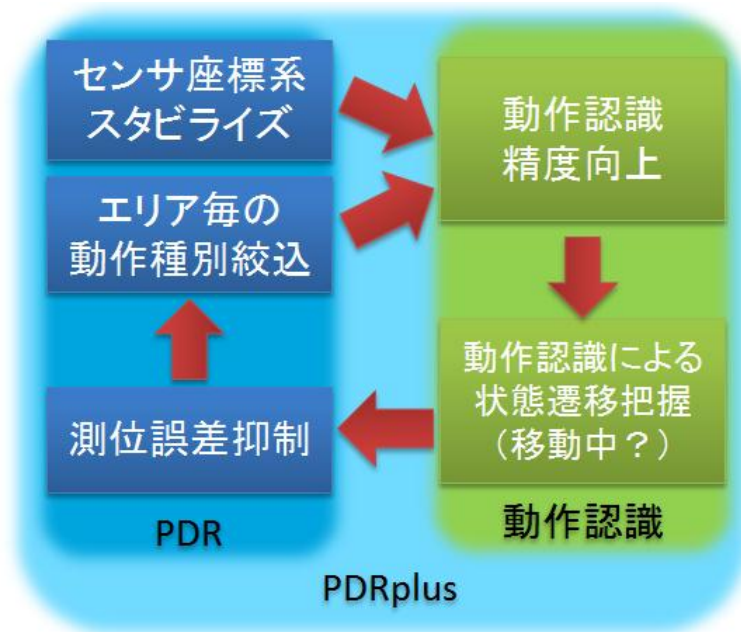 センサ座標系
スタビライズ
エリア毎の
動作種別絞込
測位誤差抑制
PDR
動作認識
精度向上
動作認識による
状態遷移把握
(移動中？)
動作認識
PDRplus